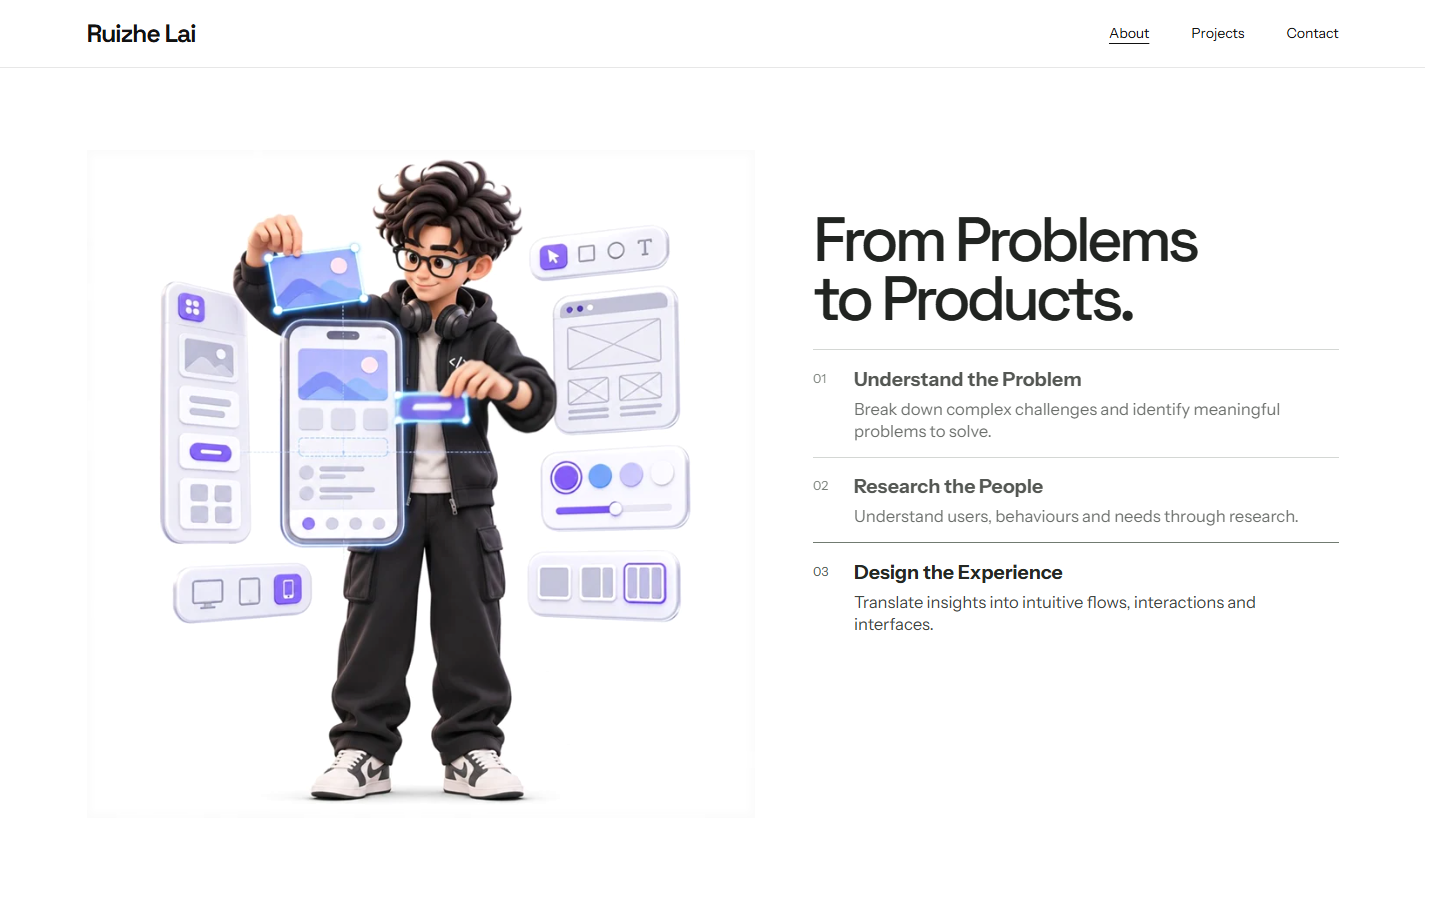 Ruizhe Lai
About
Projects
Contact
T
</>
From Problems
to Products.
01
Understand the Problem
Break down complex challenges and identify meaningful
problems to solve.
02
Research the People
Understand users, behaviours and needs through research.
03
Design the Experience
Translate insights into intuitive flows, interactions and
interfaces.